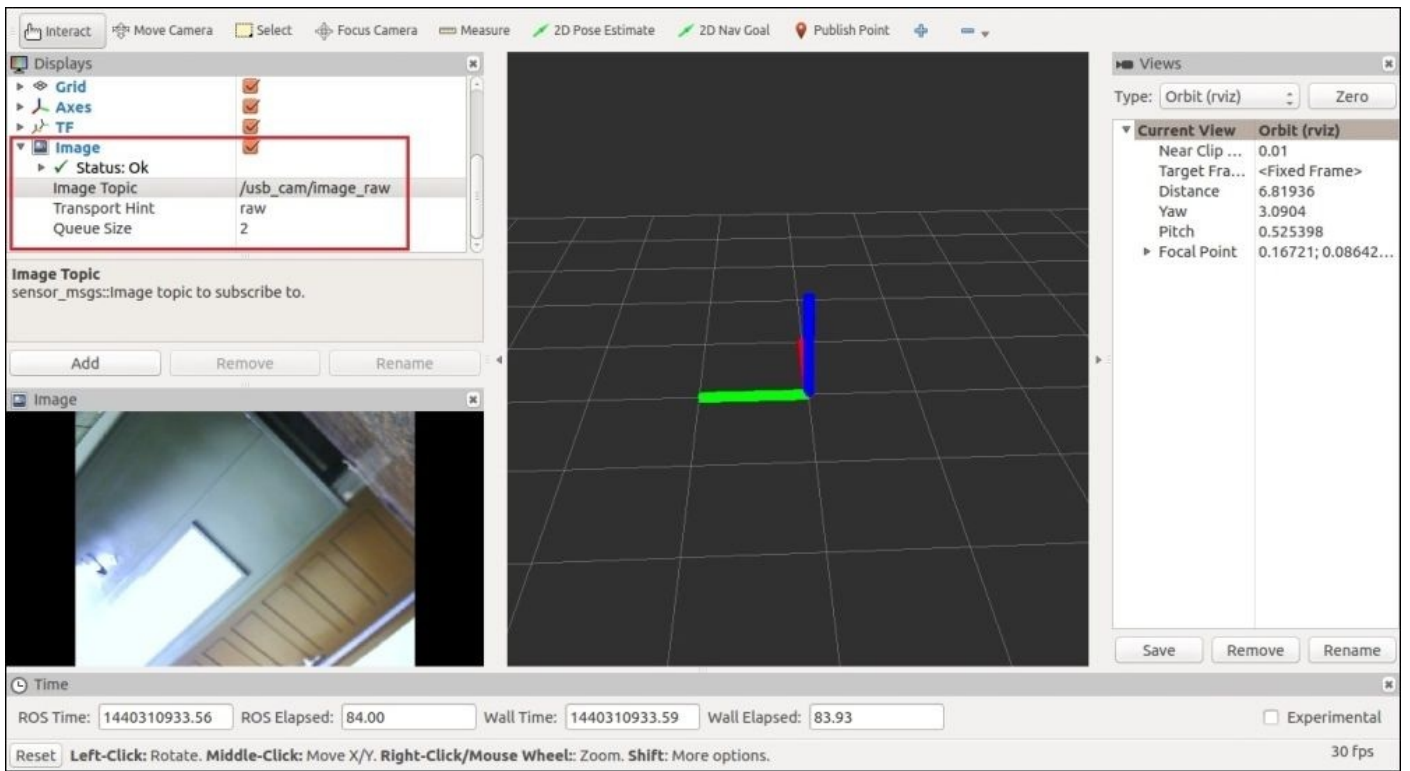 Interact Move Camera Select Focus Camera Measure 2D Pose Estimate 2D Nav Goal Publish Point
Displays
Grid
Axes
TF
Image
Status: Ok
Image Topic /usb_cam/image_raw
Transport Hint raw
Queue Size 2
Image Topic
sensor_msgs::Image topic to subscribe to.
Add Remove Rename
Image
Views
Type: Orbit (rviz) Zero
Current View Orbit (rviz)
Near Clip ... 0.01
Target Fra... <Fixed Frame>
Distance 6.81936
Yaw 3.0904
Pitch 0.525398
Focal Point 0.16721; 0.08642...
Save Remove Rename
Time
ROS Time: 1440310933.56 ROS Elapsed: 84.00 Wall Time: 1440310933.59 Wall Elapsed: 83.93 Experimental
Reset Left-Click: Rotate. Middle-Click: Move X/Y. Right-Click/Mouse Wheel:: Zoom. Shift: More options. 30 fps